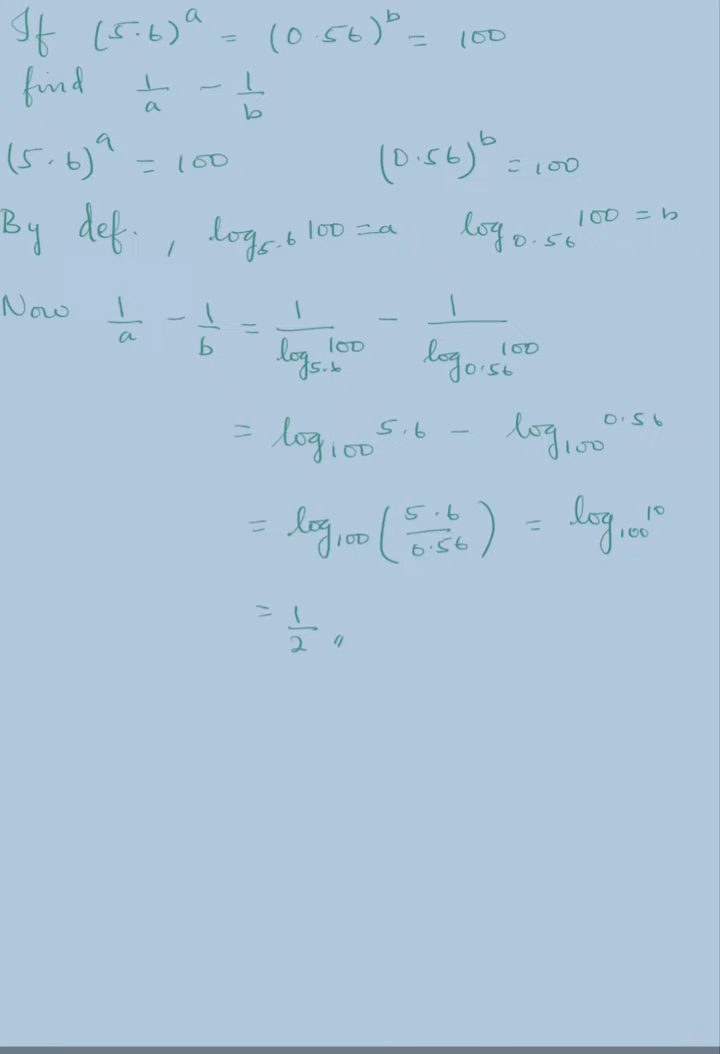 If (5.6)^a = (0.56)^b = 100
find 1/a - 1/b
(5.6)^a = 100 (0.56)^b = 100
By def., log_5.6 100 = a log_0.56 100 = b
Now 1/a - 1/b = 1/log_5.6 100 - 1/log_0.56 100
= log_100 5.6 - log_100 0.56
= log_100 (5.6/0.56) = log_100 10
= 1/2 〃